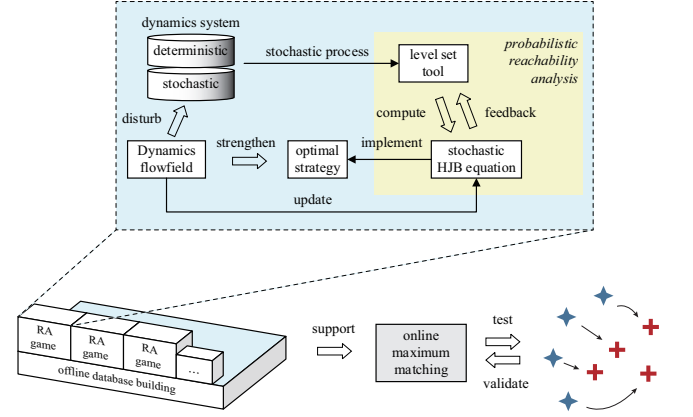 dynamics system
deterministic
stochastic
stochastic process
level set
tool
probabilistic
reachability
analysis
disturb
compute
feedback
Dynamics
flowfield
strengthen
optimal
strategy
implement
stochastic
HJB equation
update
RA
game
RA
game
RA
game
...
offline database building
support
online
maximum
matching
test
validate